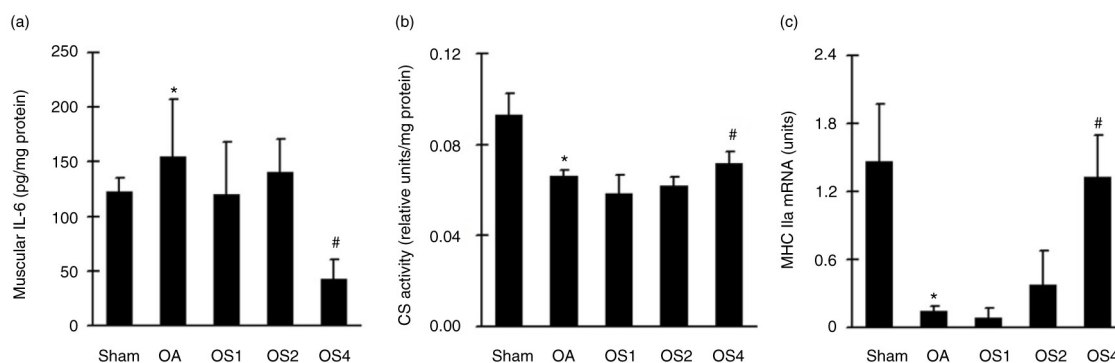 (a)
Muscular IL-6 (pg/mg protein)
250
200
150
100
50
0
*
#
Sham OA OS1 OS2 OS4
(b)
CS activity (relative units/mg protein)
0.12
0.08
0.04
0.00
*
#
Sham OA OS1 OS2 OS4
(c)
MHC IIa mRNA (units)
2.4
1.8
1.2
0.6
0
*
#
Sham OA OS1 OS2 OS4